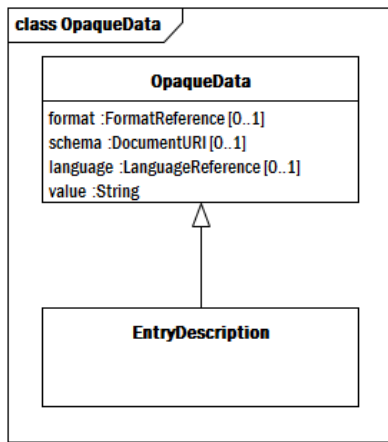 class OpaqueData
OpaqueData
format :FormatReference [0..1]
schema :DocumentURI [0..1]
language :LanguageReference [0..1]
value :String
EntryDescription